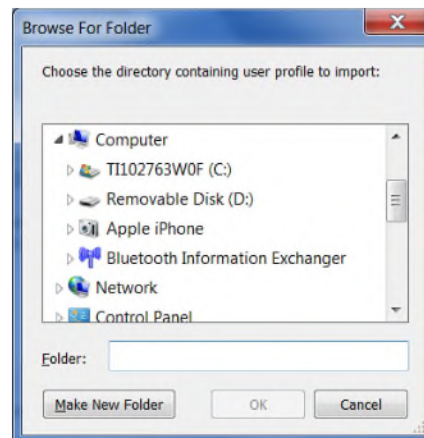 Browse For Folder
Choose the directory containing user profile to import:
Computer
TI102763W0F (C:)
Removable Disk (D:)
Apple iPhone
Bluetooth Information Exchanger
Network
Control Panel
Folder:
Make New Folder OK Cancel